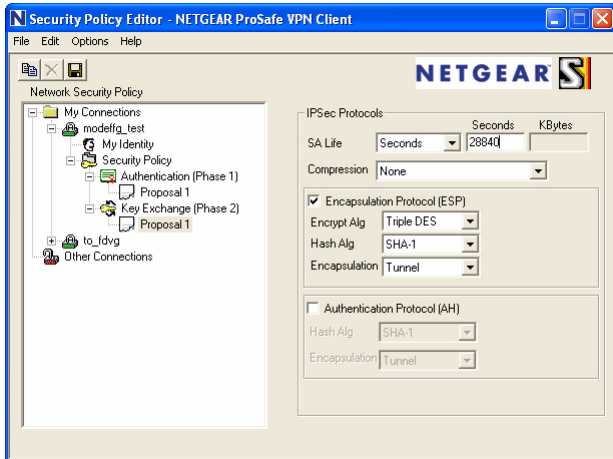 N Security Policy Editor - NETGEAR ProSafe VPN Client
File Edit Options Help
NETGEAR
Network Security Policy
My Connections
modeffg_test
My Identity
Security Policy
Authentication (Phase 1)
Proposal 1
Key Exchange (Phase 2)
Proposal 1
to_fdvg
Other Connections
IPSec Protocols
Seconds KBytes
SA Life Seconds 28840
Compression None
Encapsulation Protocol (ESP)
Encrypt Alg Triple DES
Hash Alg SHA-1
Encapsulation Tunnel
Authentication Protocol (AH)
Hash Alg SHA-1
Encapsulation Tunnel